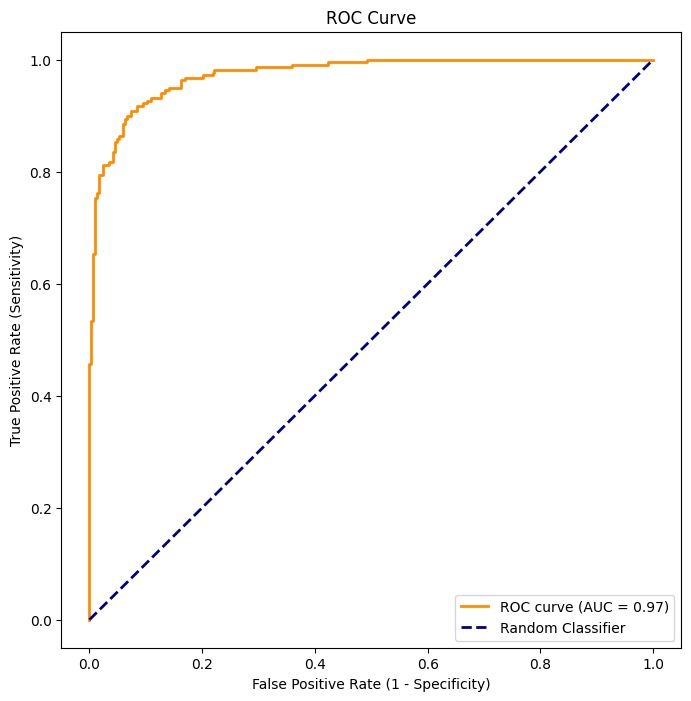 ROC Curve
True Positive Rate (Sensitivity)
1.0
0.8
0.6
0.4
0.2
0.0
ROC curve (AUC = 0.97)
Random Classifier
0.0 0.2 0.4 0.6 0.8 1.0
False Positive Rate (1 - Specificity)